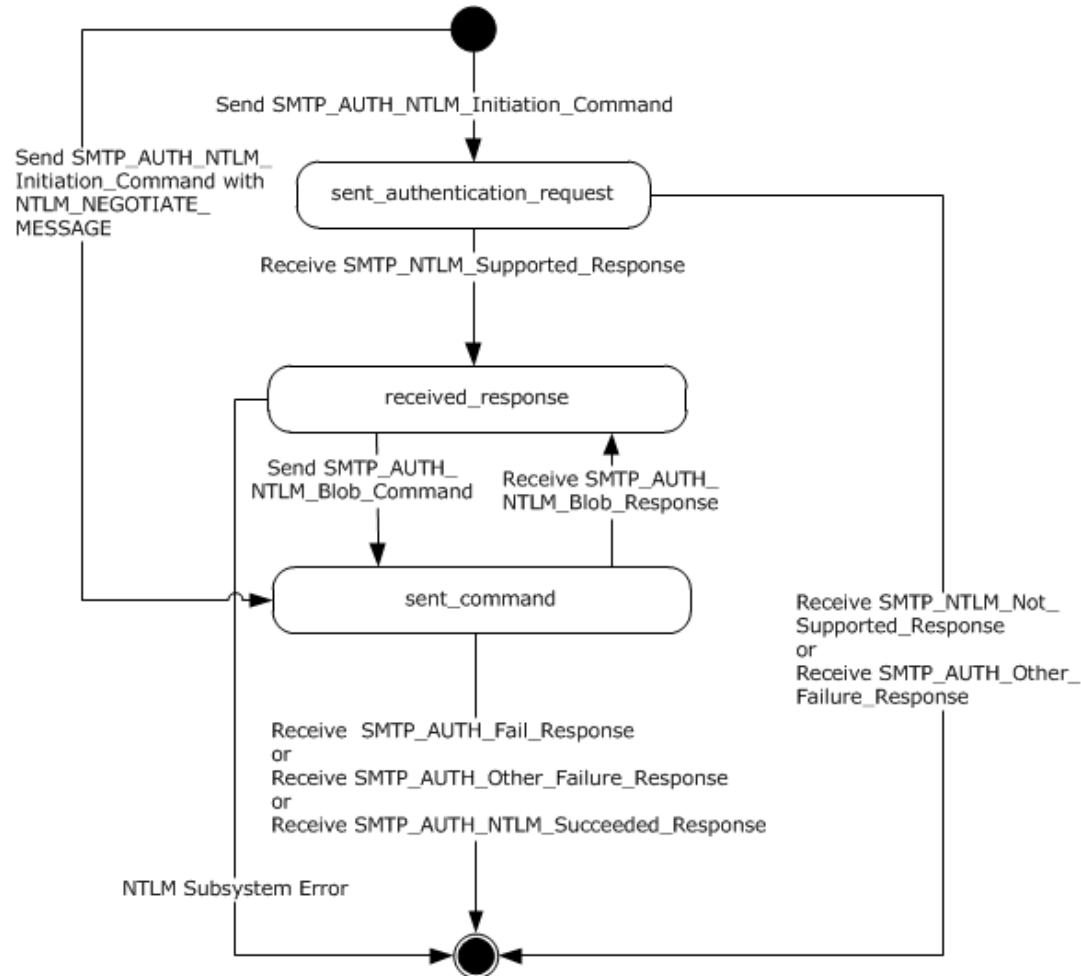 Send SMTP_AUTH_NTLM_Initiation_Command
Send SMTP_AUTH_NTLM_
Initiation_Command with
NTLM_NEGOTIATE_
MESSAGE
sent_authentication_request
Receive SMTP_NTLM_Supported_Response
received_response
Send SMTP_AUTH_
NTLM_Blob_Command
Receive SMTP_AUTH_
NTLM_Blob_Response
sent_command
Receive SMTP_NTLM_Not_
Supported_Response
or
Receive SMTP_AUTH_Other_
Failure_Response
Receive SMTP_AUTH_Fail_Response
or
Receive SMTP_AUTH_Other_Failure_Response
or
Receive SMTP_AUTH_NTLM_Succeeded_Response
NTLM Subsystem Error